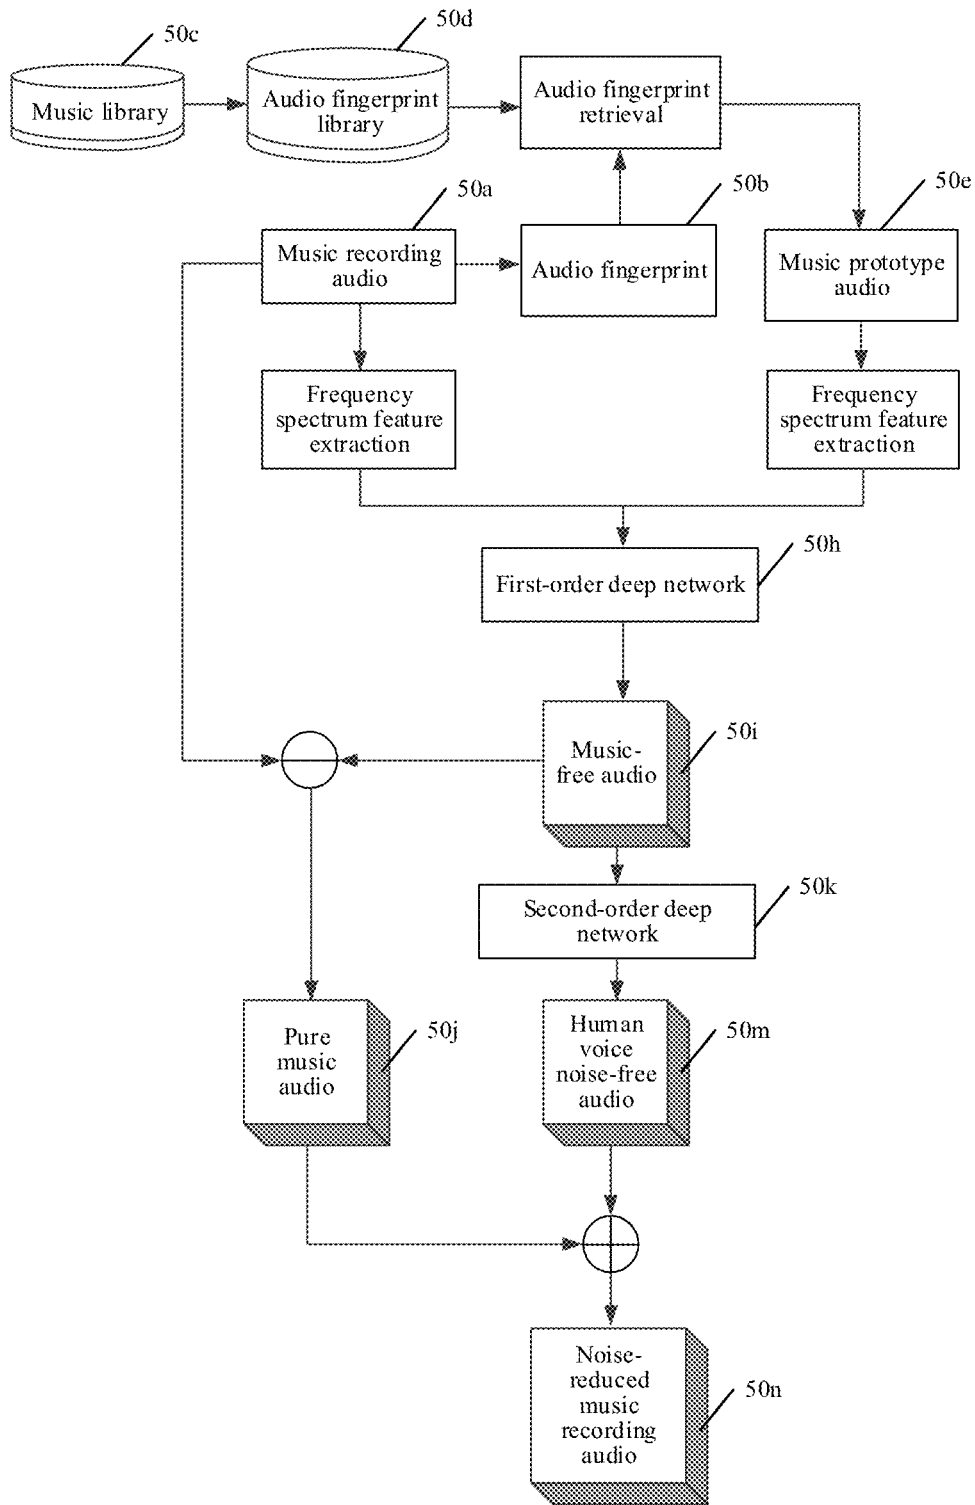 50c
50d
Music library
Audio fingerprint
library
Audio fingerprint
retrieval
50a
50b
50e
Music recording
audio
Audio fingerprint
Music prototype
audio
Frequency
spectrum feature
extraction
Frequency
spectrum feature
extraction
50h
First-order deep network
50i
Music-
free audio
50k
Second-order deep
network
50j
Pure
music
audio
50m
Human
voice
noise-free
audio
50n
Noise-
reduced
music
recording
audio